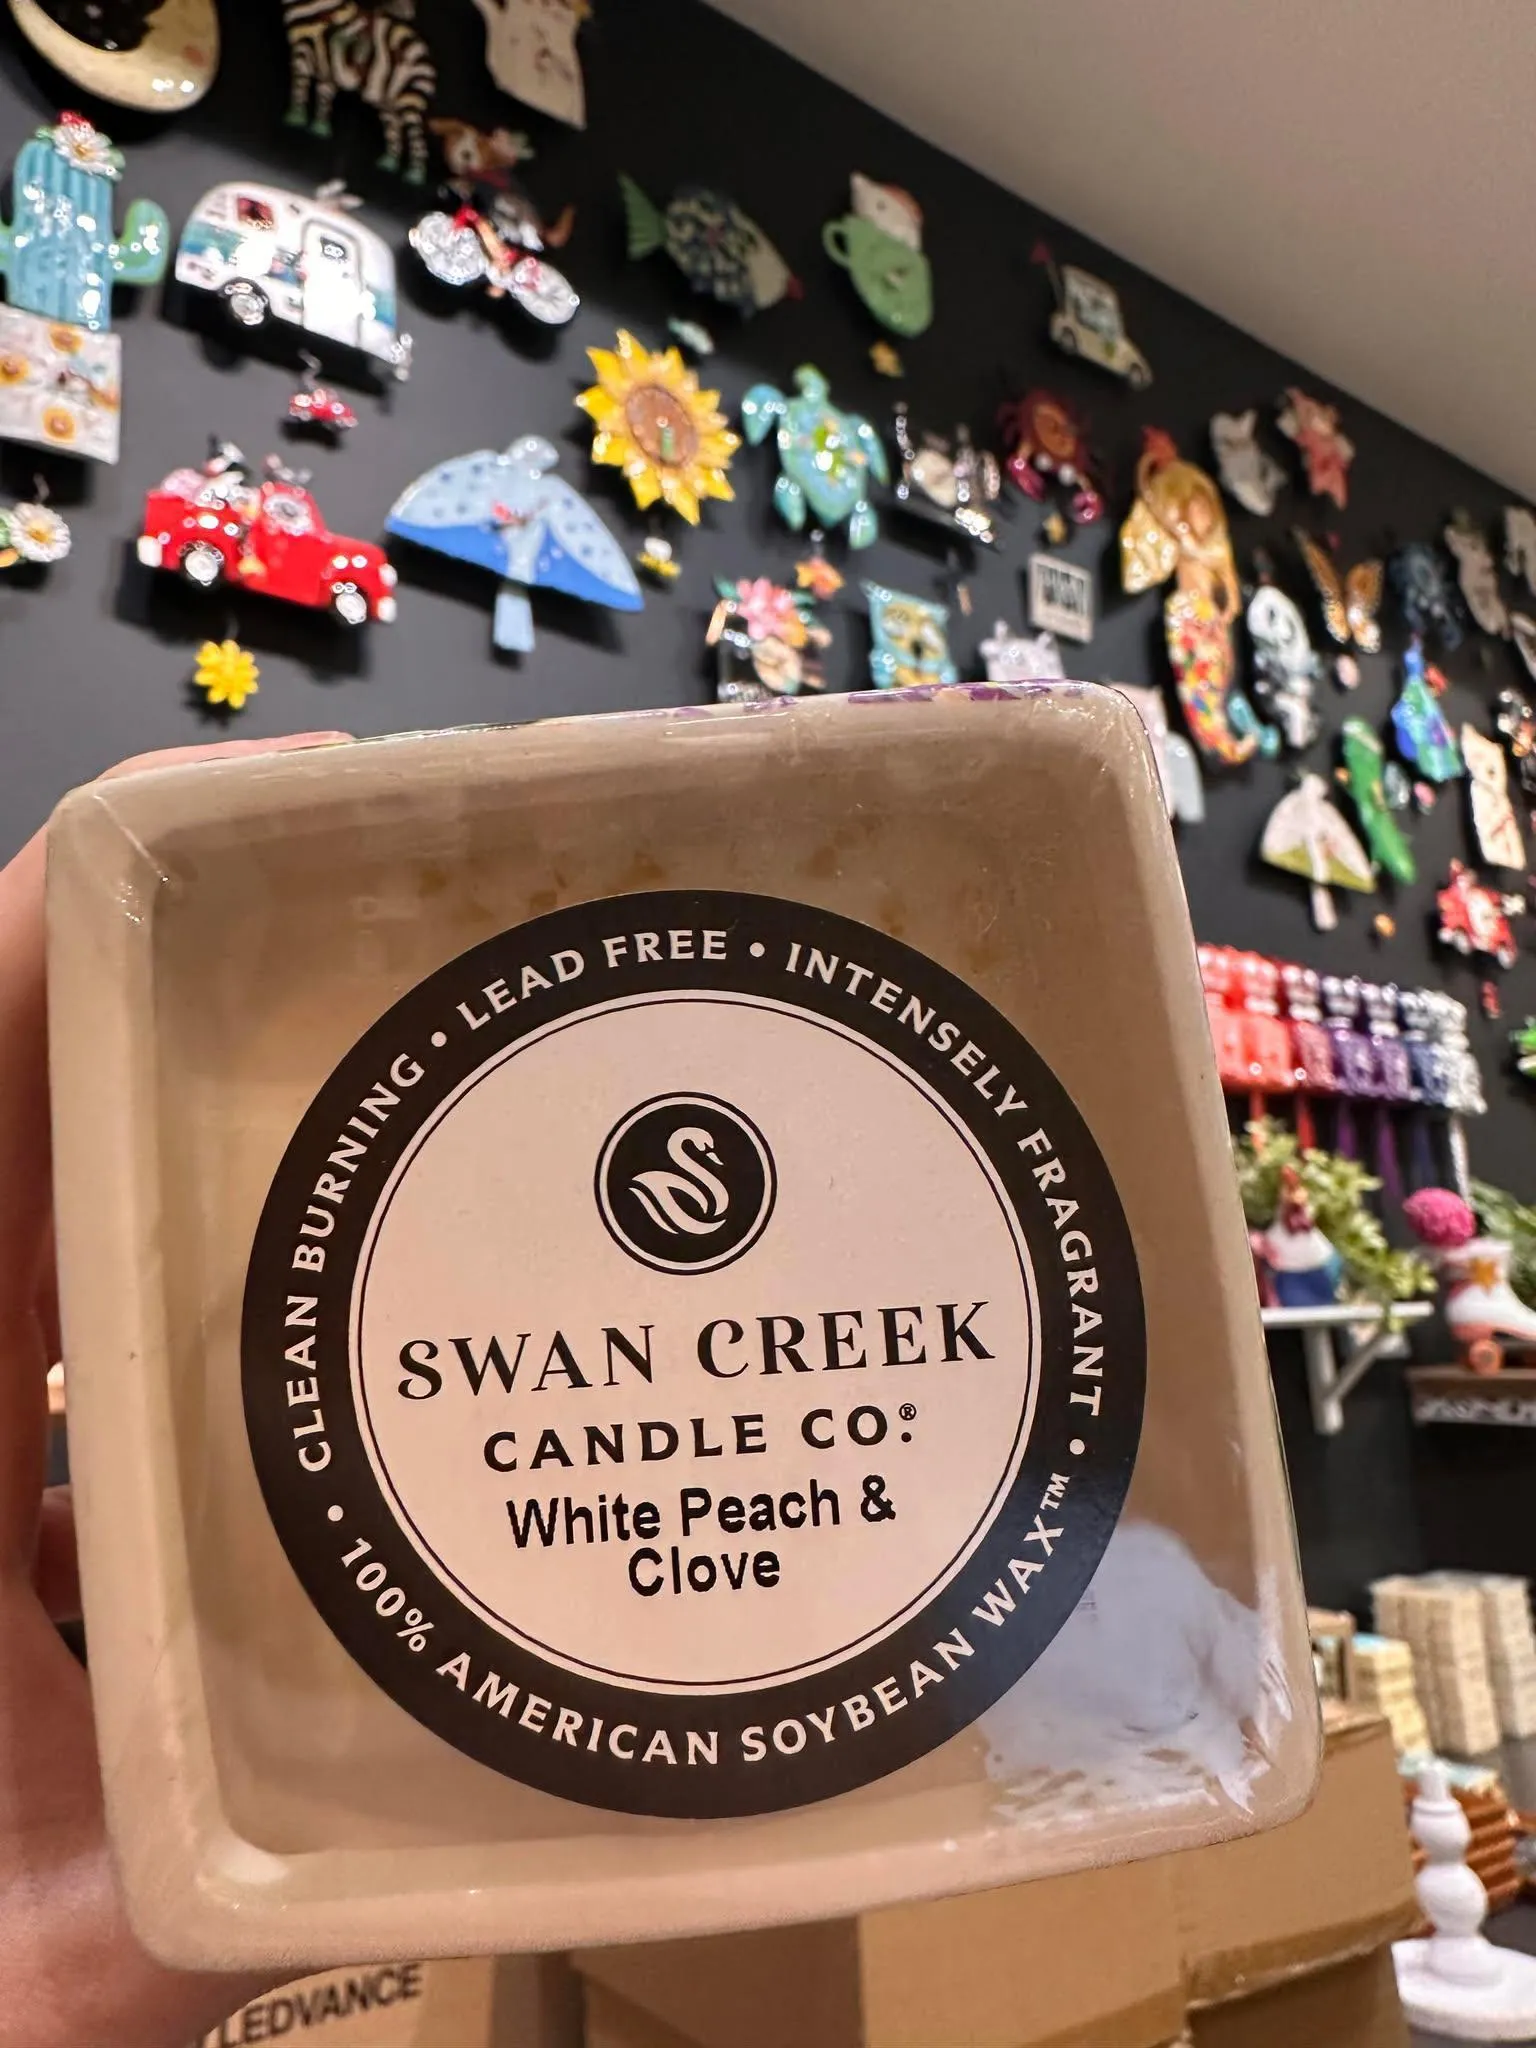 CLEAN BURNING • LEAD FREE • INTENSELY FRAGRANT •
SWAN CREEK
CANDLE CO.®
White Peach &
Clove
• 100% AMERICAN SOYBEAN WAX™
LEDVANCE